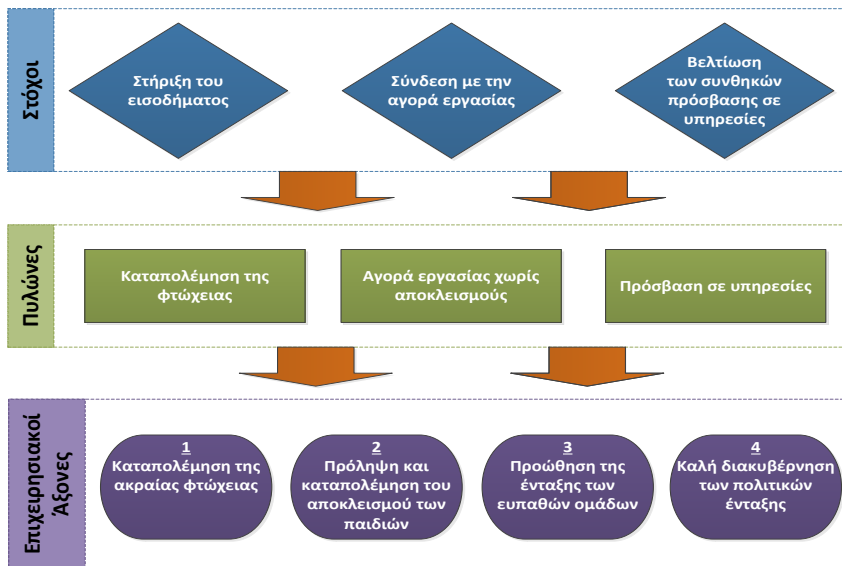 Στόχοι
Στήριξη του
εισοδήματος
Σύνδεση με την
αγορά εργασίας
Βελτίωση
των συνθηκών
πρόσβασης σε
υπηρεσίες
Πυλώνες
Καταπολέμηση της
φτώχειας
Αγορά εργασίας χωρίς
αποκλεισμούς
Πρόσβαση σε υπηρεσίες
Επιχειρησιακοί
Άξονες
1
Καταπολέμηση της
ακραίας φτώχειας
2
Πρόληψη και
καταπολέμηση του
αποκλεισμού των
παιδιών
3
Προώθηση της
ένταξης των
ευπαθών ομάδων
4
Καλή διακυβέρνηση
των πολιτικών
ένταξης